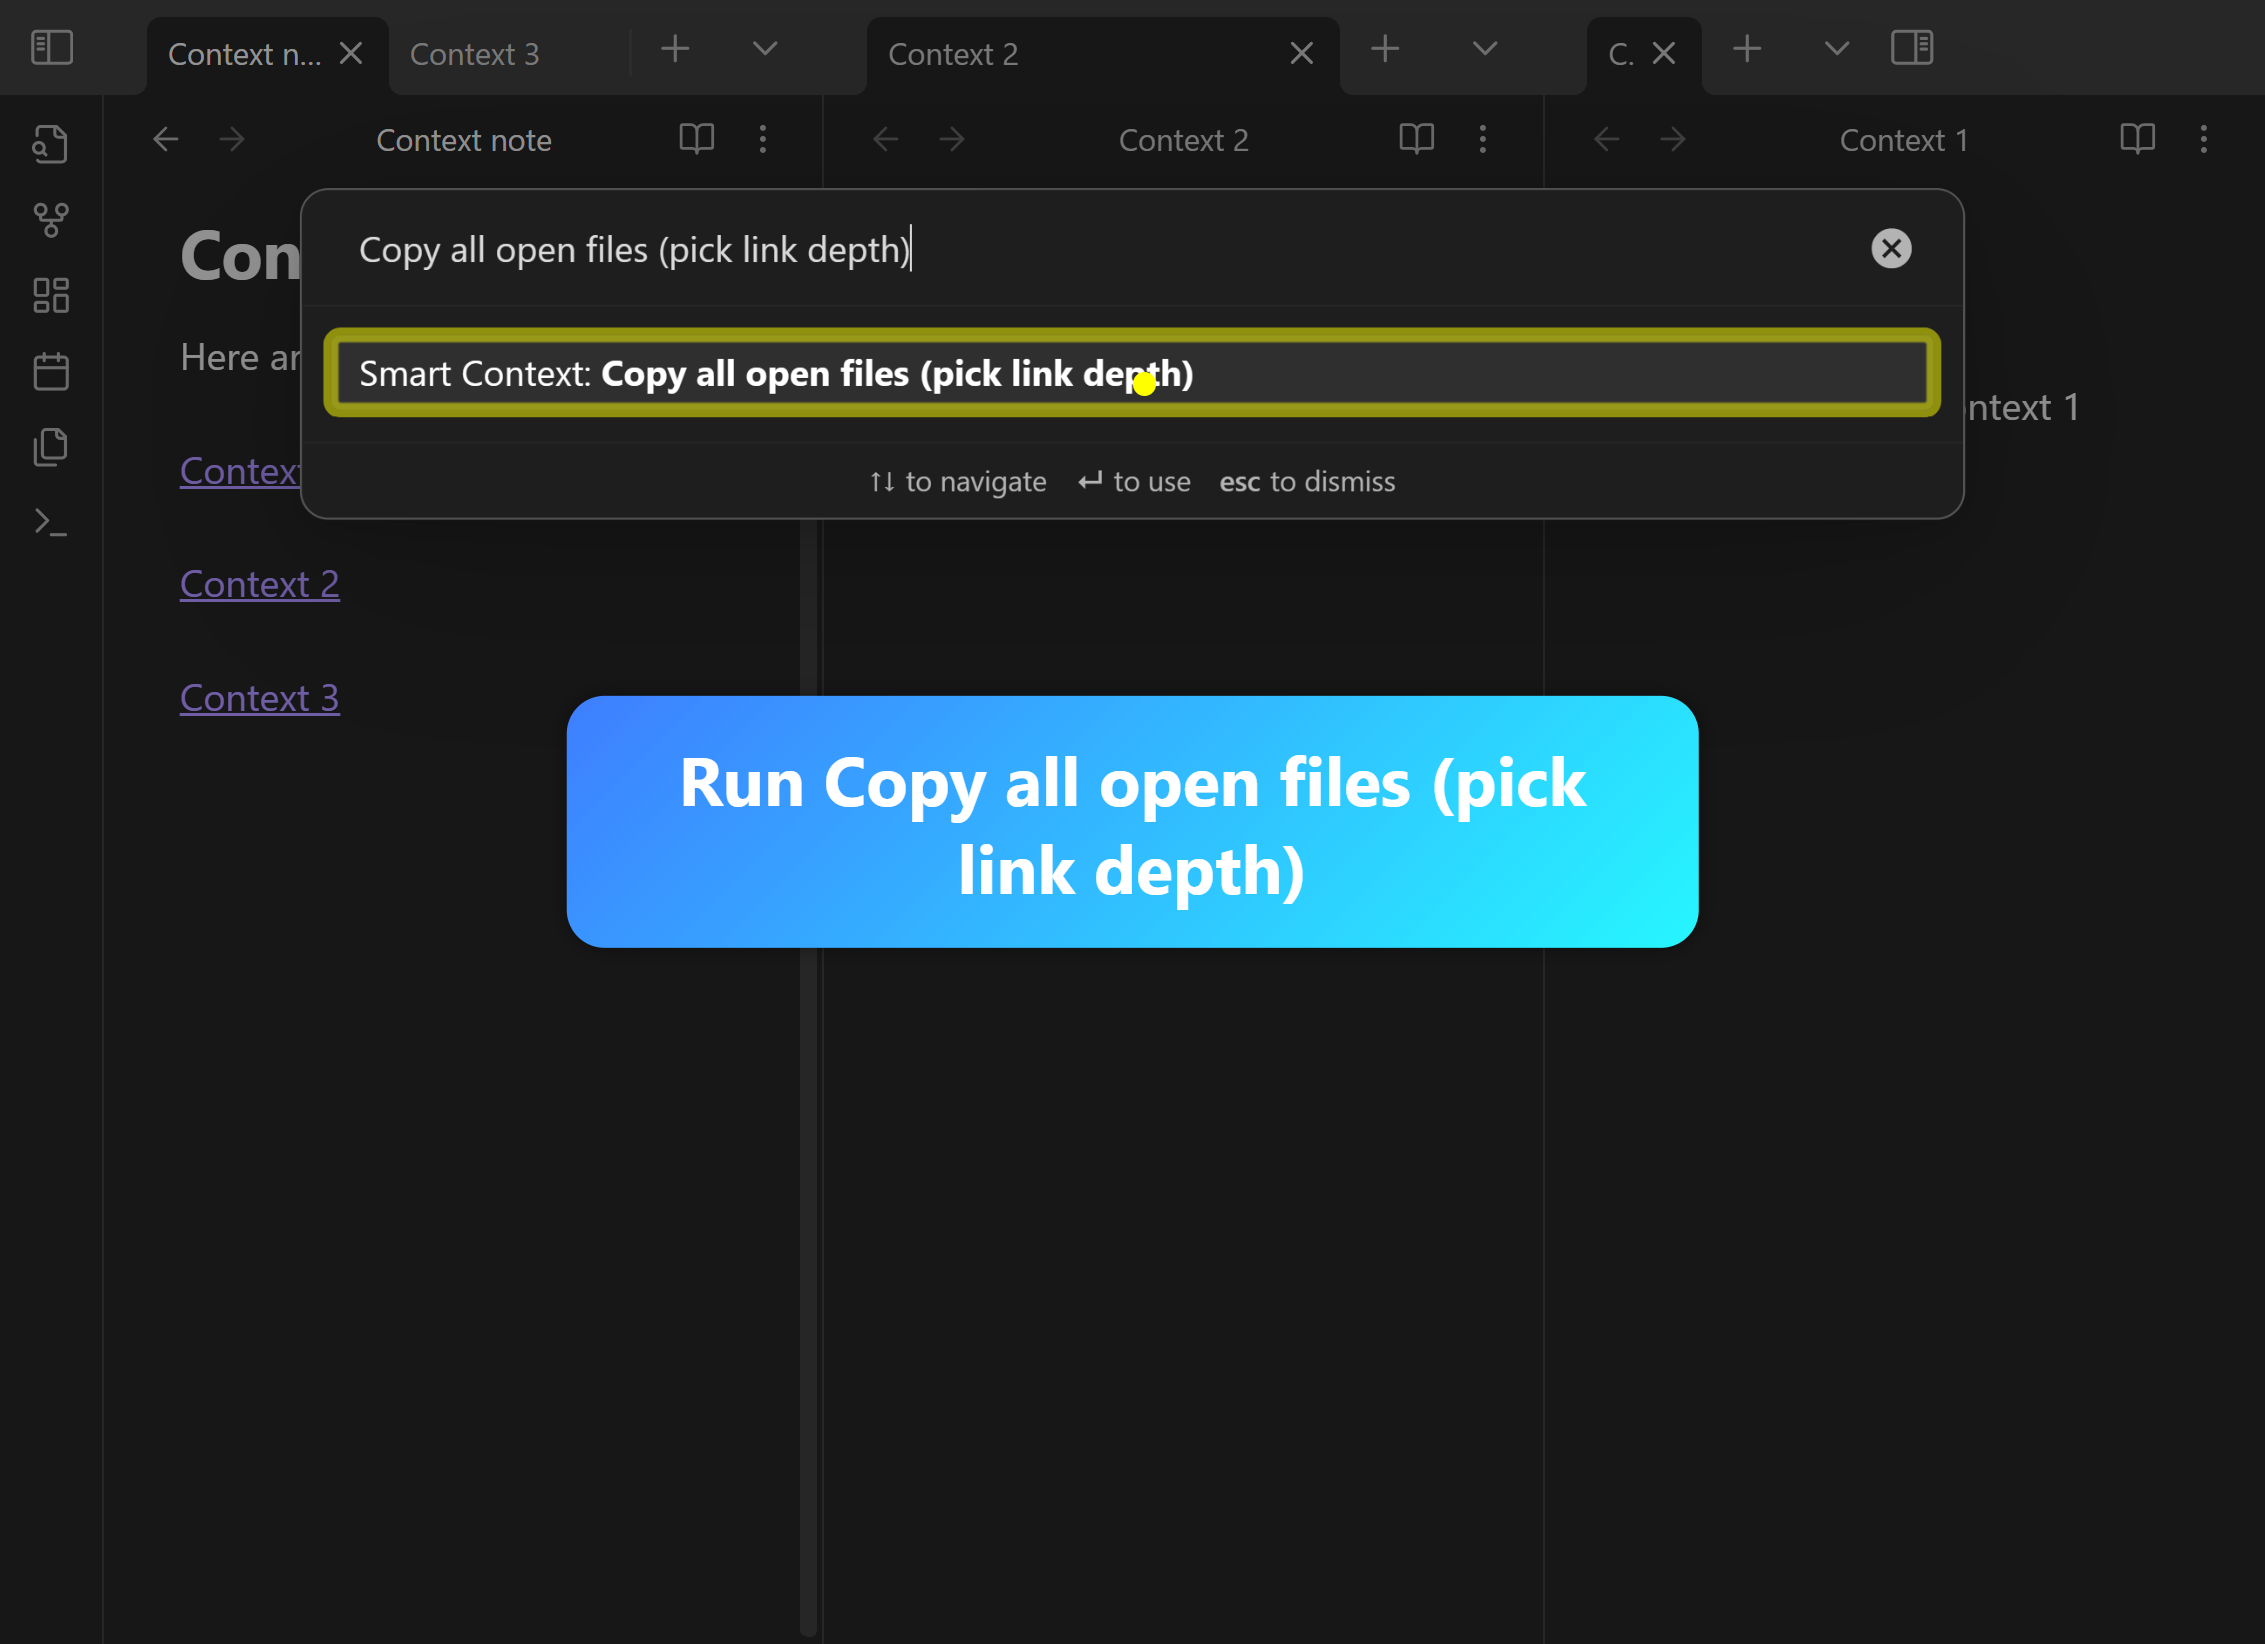 Context n...
Context 3
Context 2
C.
Context note
Context 2
Context 1
Copy all open files (pick link depth)
Smart Context: Copy all open files (pick link depth)
↑↓ to navigate ↵ to use esc to dismiss
Con
Here ar
Context
ntext 1
Context 2
Context 3
Run Copy all open files (pick
link depth)